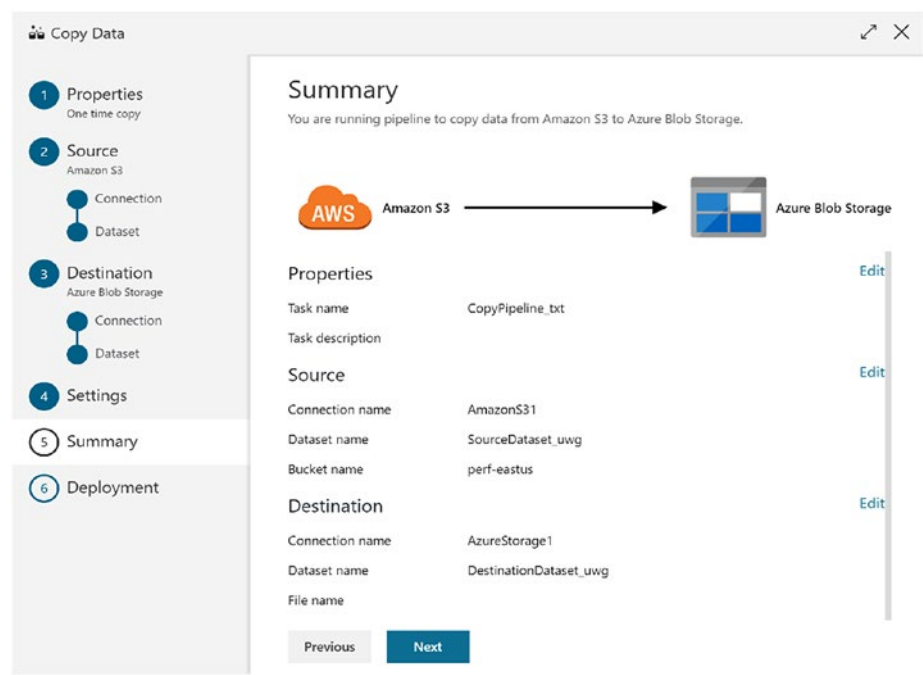 Copy Data
1 Properties
One time copy
2 Source
Amazon S3
Connection
Dataset
3 Destination
Azure Blob Storage
Connection
Dataset
4 Settings
5 Summary
6 Deployment
Summary
You are running pipeline to copy data from Amazon S3 to Azure Blob Storage.
AWS Amazon S3 Azure Blob Storage
Properties Edit
Task name CopyPipeline_txt
Task description
Source Edit
Connection name AmazonS31
Dataset name SourceDataset_uwg
Bucket name perf-eastus
Destination Edit
Connection name AzureStorage1
Dataset name DestinationDataset_uwg
File name
Previous Next